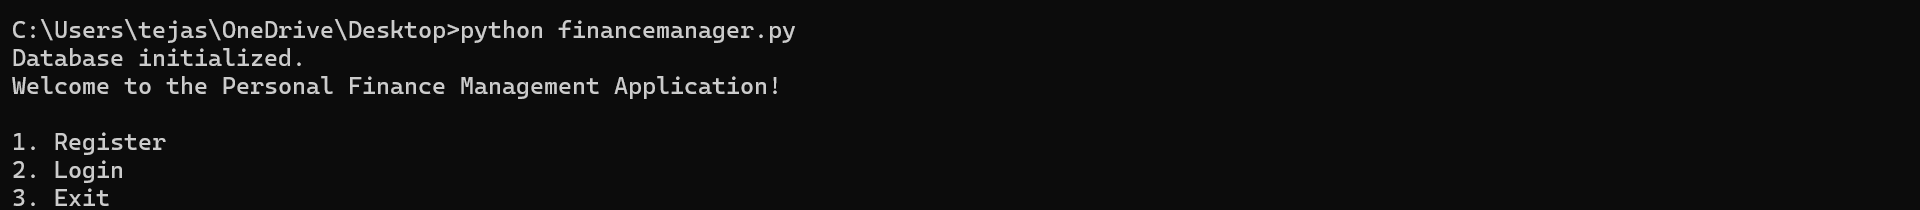 C:\Users\tejas\OneDrive\Desktop>python financemanager.py
Database initialized.
Welcome to the Personal Finance Management Application!
1. Register
2. Login
3. Exit